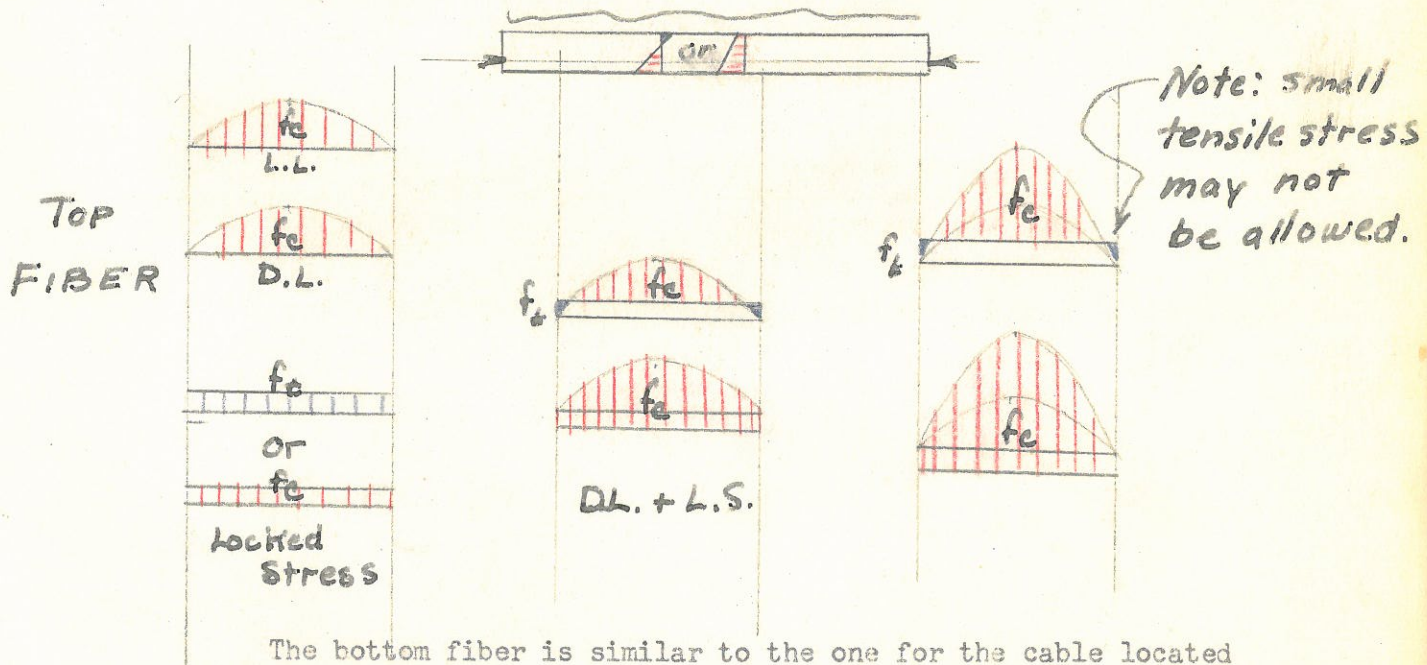 or
Note: small
tensile stress
may not
be allowed.
TOP
FIBER
fc
L.L.
fc
D.L.
ft
or
fc
Locked
Stress
ft
fc
fc
D.L. + L.S.
ft
fc
fc
The bottom fiber is similar to the one for the cable located